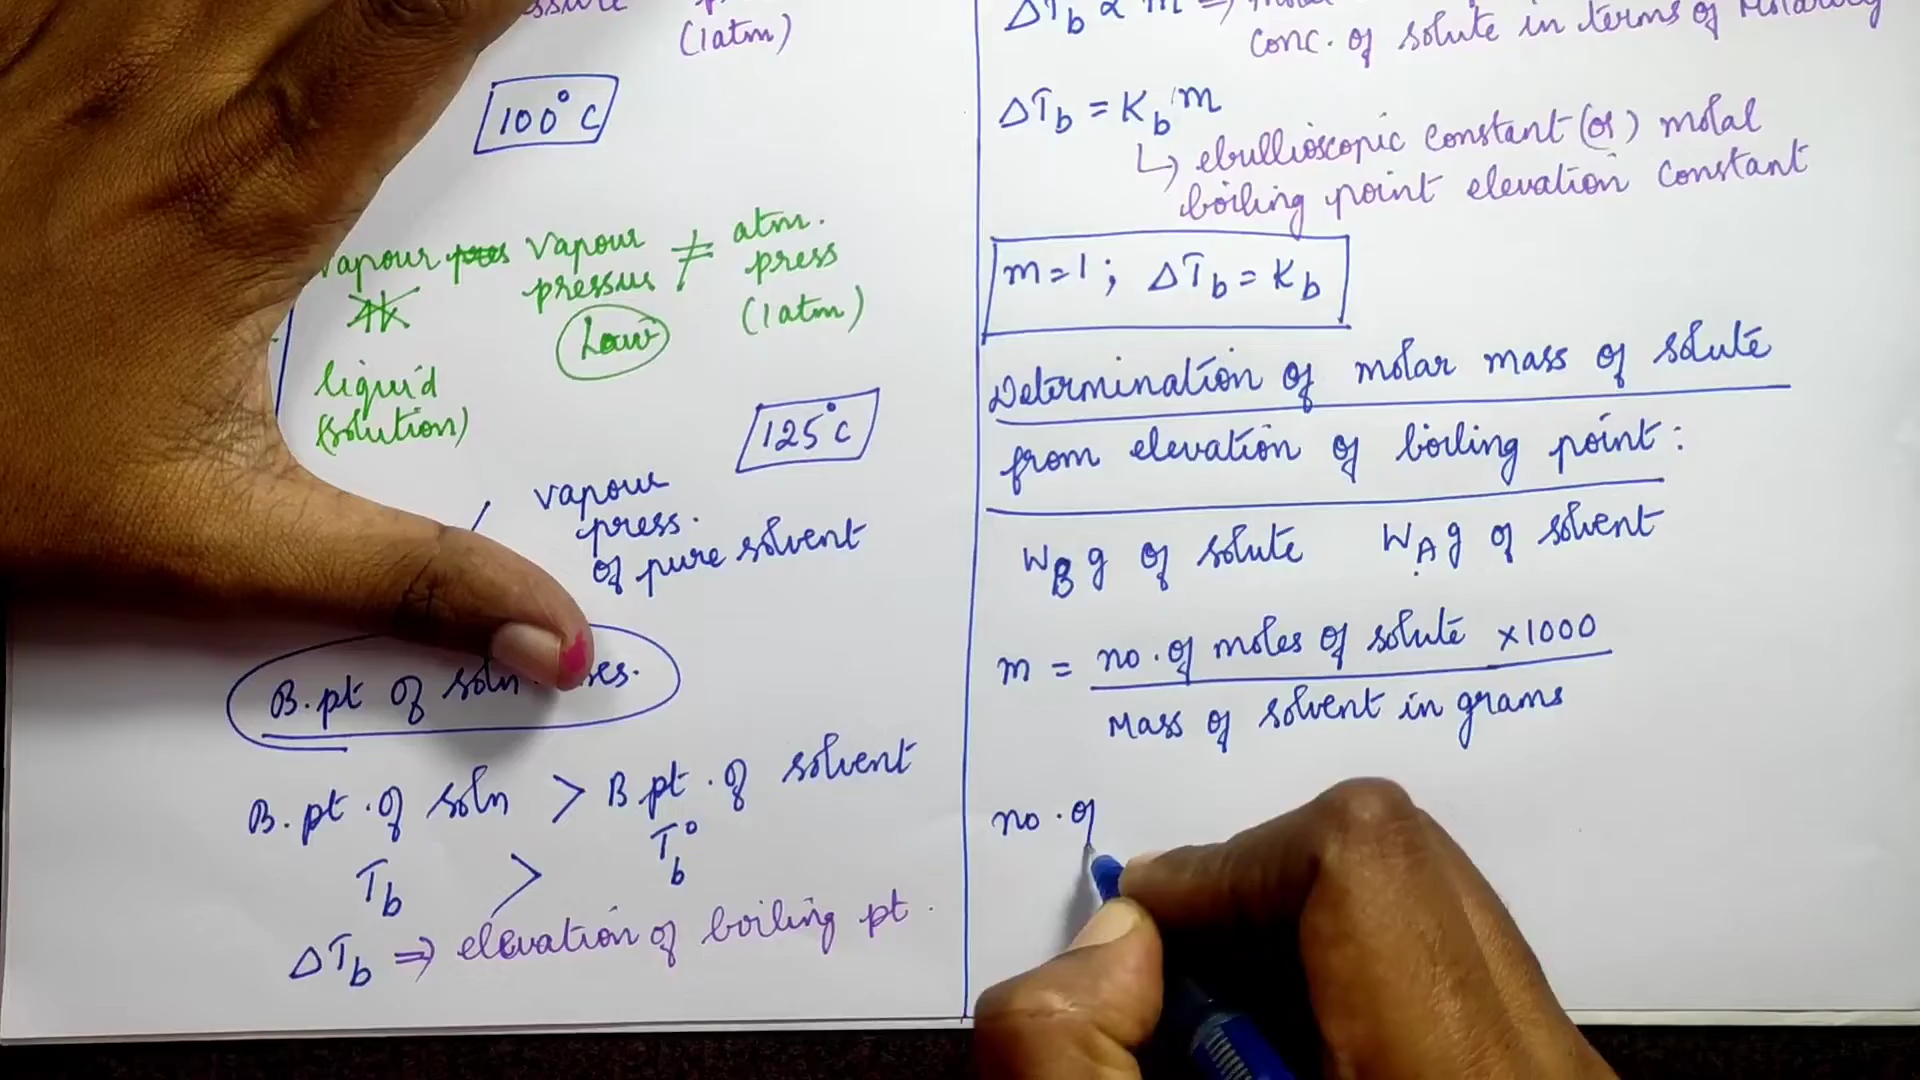 (1atm)
100°C
vapour vapour pressure ≠ atm. press (1atm)
Low
liquid
(solution)
125°C
vapour
press.
of pure solvent
B.pt of soln
B.pt. of soln > B.pt. of solvent
Tb > Tb°
ΔTb ⇒ elevation of boiling pt.
ΔTb ∝ m ⇒
conc. of solute in terms of Molality
ΔTb = Kb m
↳ ebullioscopic constant (or) molal
boiling point elevation constant
m=1; ΔTb = Kb
Determination of molar mass of solute
from elevation of boiling point:
WB g of solute WA g of solvent
m = no. of moles of solute ×1000
Mass of solvent in grams
no. of